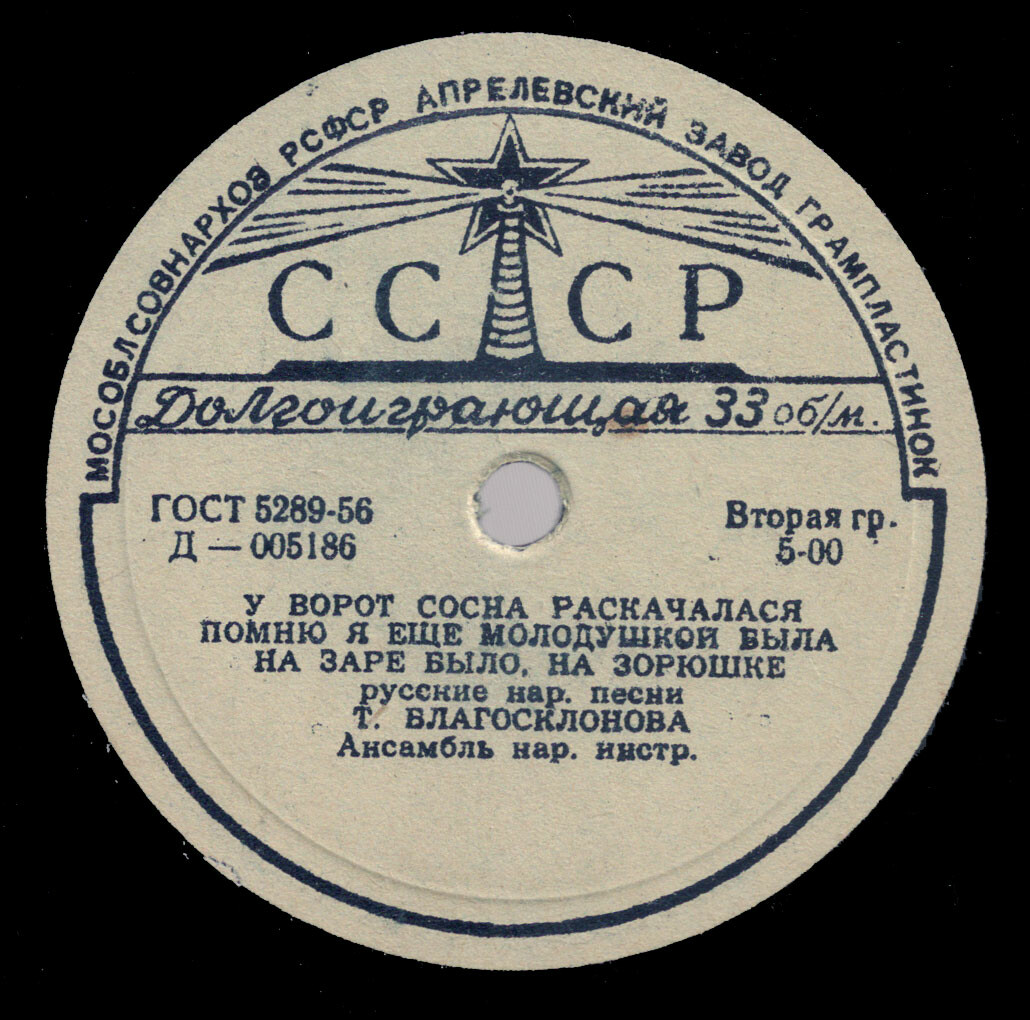 МОСОБЛСОВНАРХОЗ РСФСР АПРЕЛЕВСКИЙ ЗАВОД ГРАМПЛАСТИНОК
СССР
Долгоиграющая 33 об/м.
ГОСТ 5289-56
Д — 005186
Вторая гр.
5-00
У ВОРОТ СОСНА РАСКАЧАЛАСЯ
ПОМНЮ Я ЕЩЕ МОЛОДУШКОЙ БЫЛА
НА ЗАРЕ БЫЛО, НА ЗОРЮШКЕ
русские нар. песни
Т. БЛАГОСКЛОНОВА
Ансамбль нар. инстр.